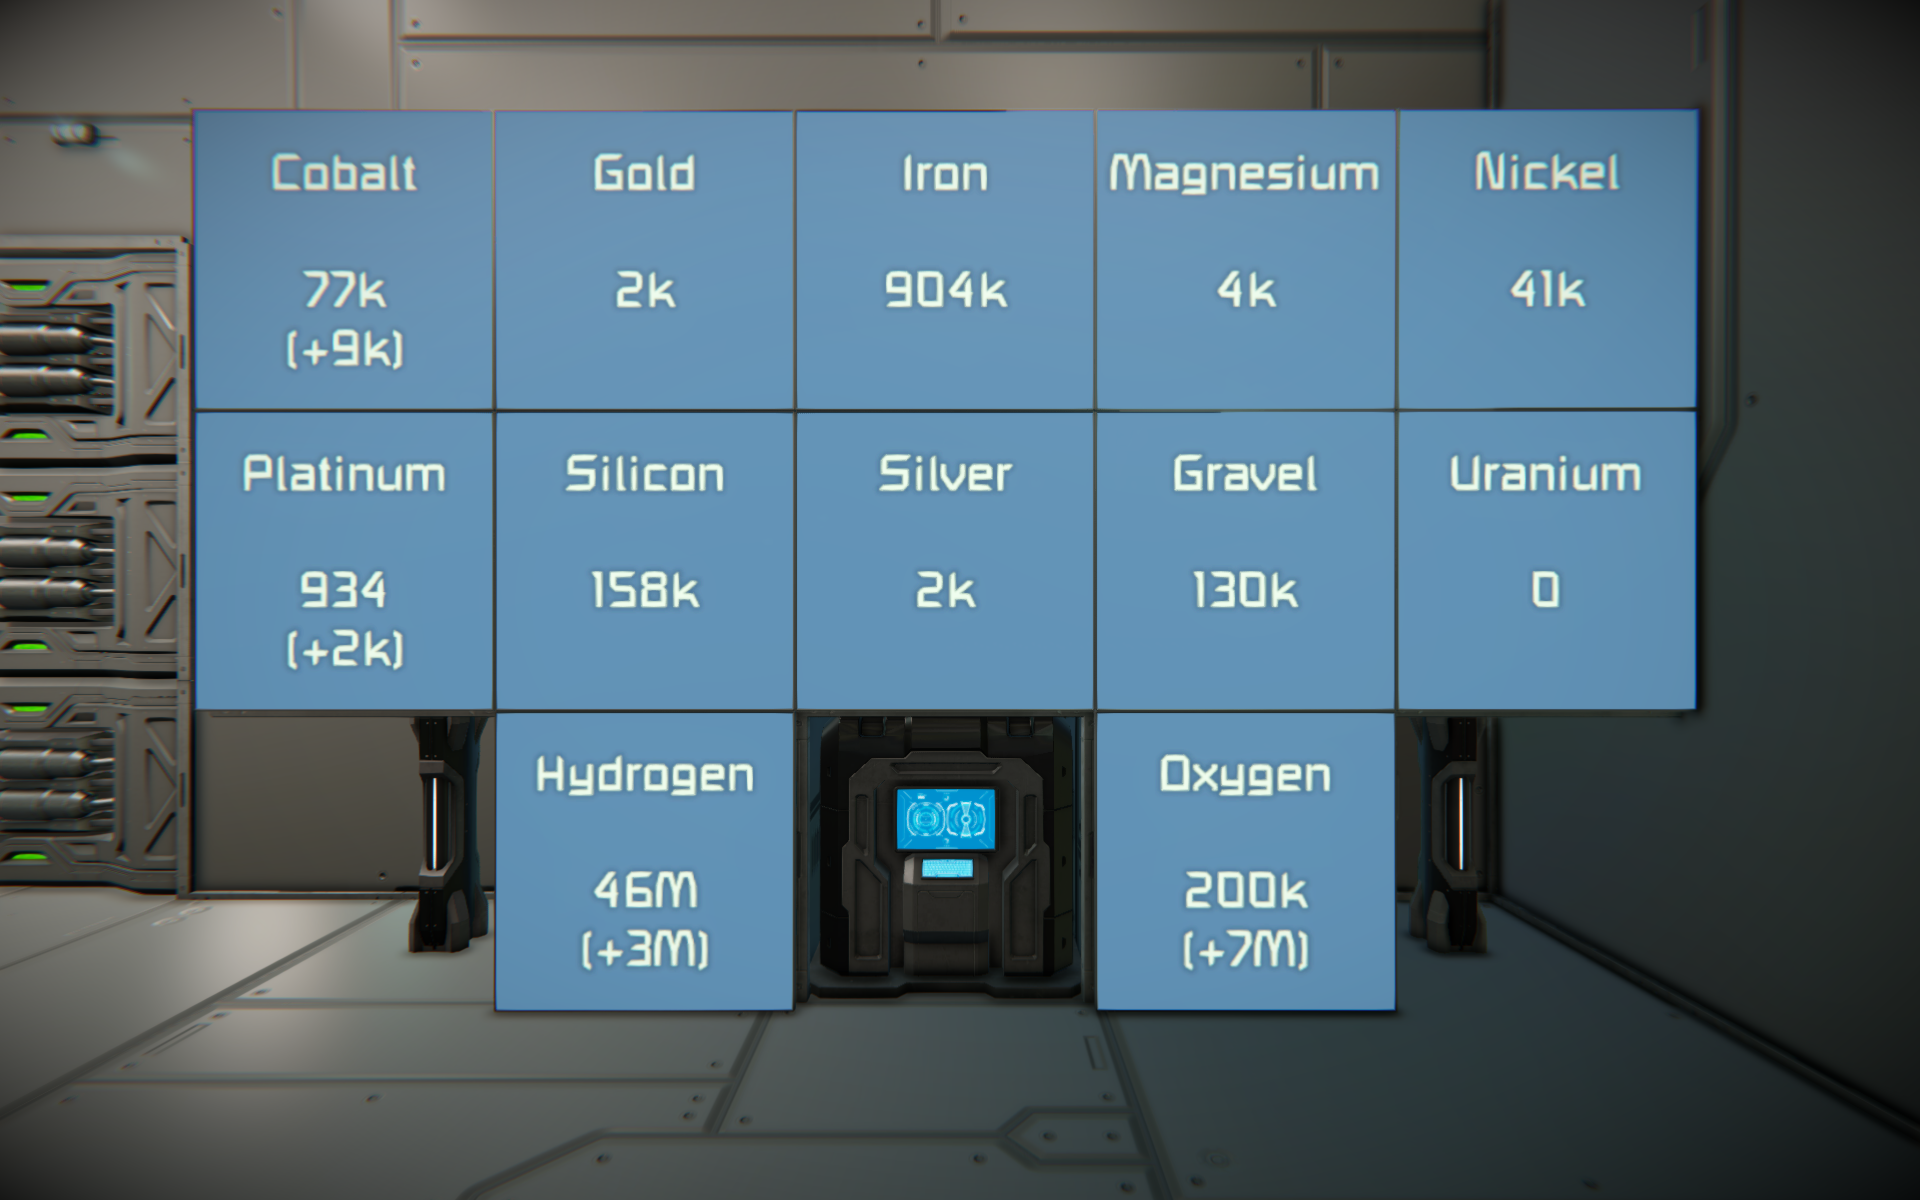 Cobalt
77k
(+9k)
Gold
2k
Iron
904k
Magnesium
4k
Nickel
41k
Platinum
934
(+2k)
Silicon
158k
Silver
2k
Gravel
130k
Uranium
0
Hydrogen
46M
(+3M)
Oxygen
200k
(+7M)